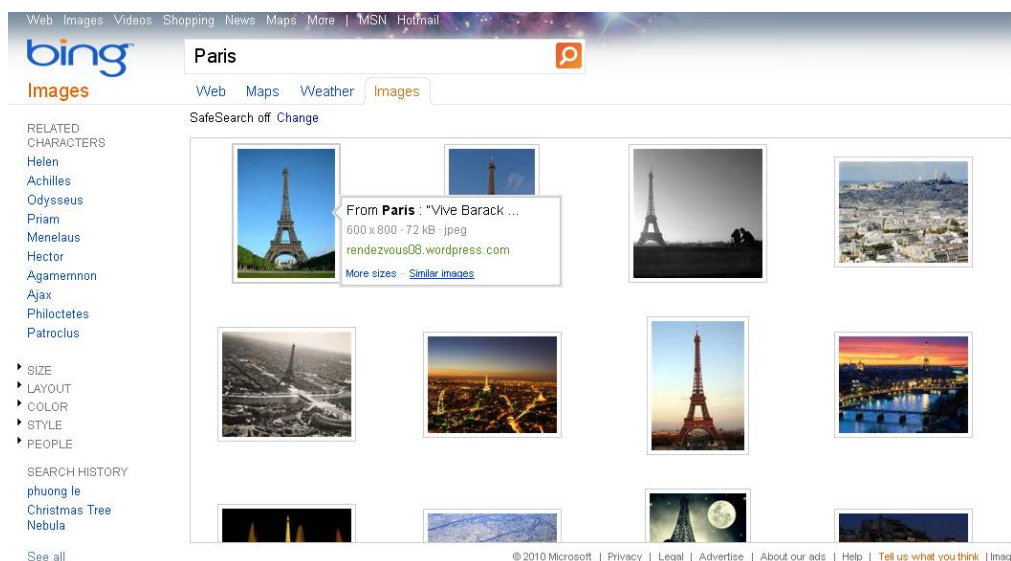 Web Images Videos Shopping News Maps More | MSN Hotmail
bing
Paris
Images
Web Maps Weather Images
SafeSearch off Change
RELATED
CHARACTERS
Helen
Achilles
Odysseus
Priam
Menelaus
Hector
Agamemnon
Ajax
Philoctetes
Patroclus
SIZE
LAYOUT
COLOR
STYLE
PEOPLE
SEARCH HISTORY
phuong le
Christmas Tree
Nebula
See all
From Paris : "Vive Barack ...
600 x 800 · 72 kB · jpeg
rendezvous08.wordpress.com
More sizes · Similar images
© 2010 Microsoft | Privacy | Legal | Advertise | About our ads | Help | Tell us what you think | Imag